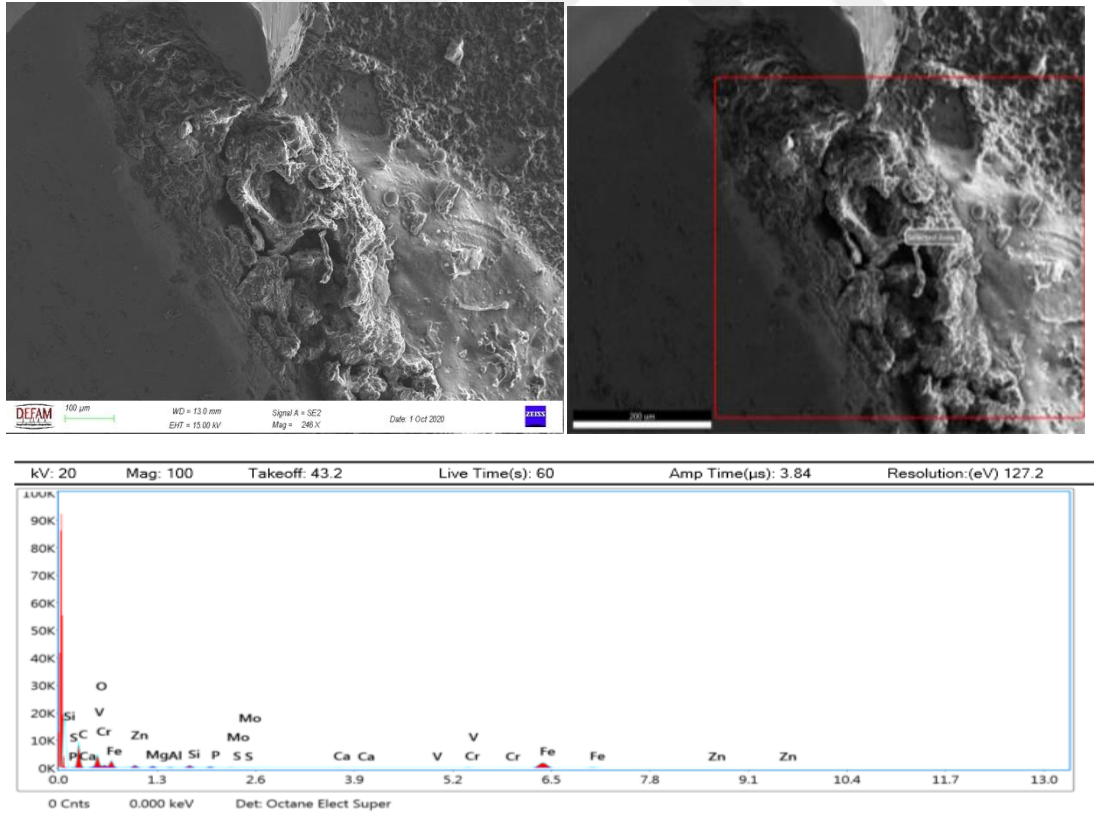 DEFAM
100 µm
WD = 13.0 mm
EHT = 15.00 kV
Signal A = SE2
Mag = 246 X
Date: 1 Oct 2020
ZEISS
200 µm
kV: 20 Mag: 100 Takeoff: 43.2 Live Time(s): 60 Amp Time(µs): 3.84 Resolution:(eV) 127.2
100K
90K
80K
70K
60K
50K
40K
30K
20K
10K
0K
O
Si V Mo
S C Cr Zn Mo V
P Ca Fe Mg Al Si P S S Ca Ca V Cr Cr Fe Fe Zn Zn
0.0 1.3 2.6 3.9 5.2 6.5 7.8 9.1 10.4 11.7 13.0
0 Cnts 0.000 keV Det: Octane Elect Super